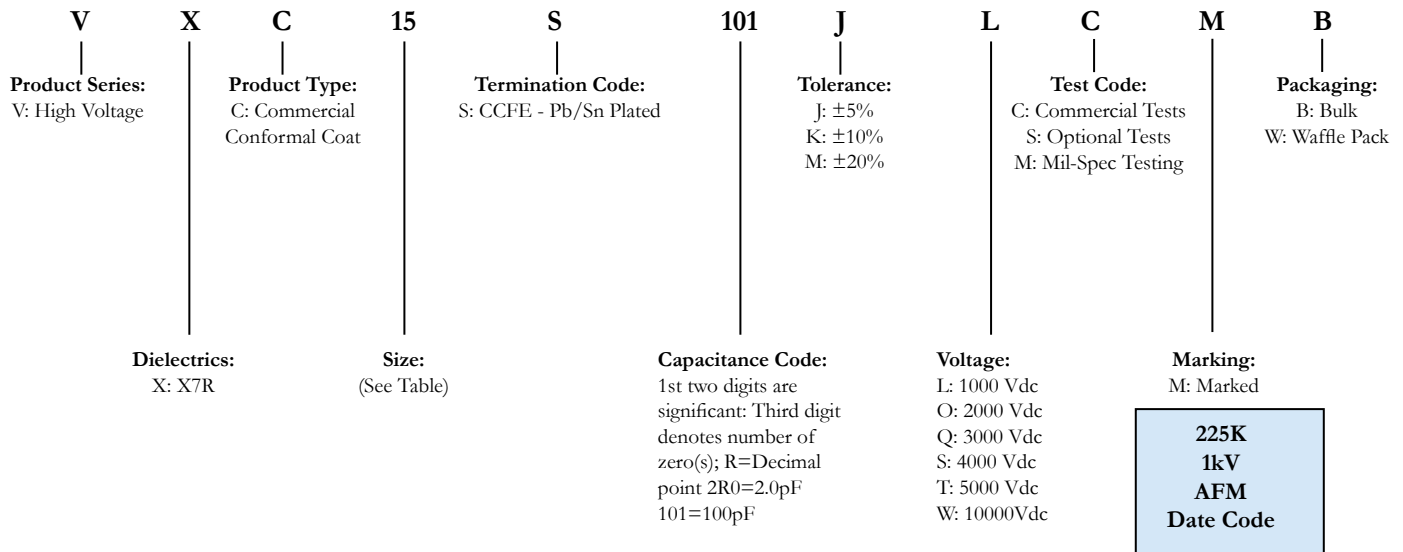 V X C 15 S 101 J L C M B
Product Series:
V: High Voltage
Product Type:
C: Commercial
Conformal Coat
Termination Code:
S: CCFE - Pb/Sn Plated
Tolerance:
J: ±5%
K: ±10%
M: ±20%
Test Code:
C: Commercial Tests
S: Optional Tests
M: Mil-Spec Testing
Packaging:
B: Bulk
W: Waffle Pack
Dielectrics:
X: X7R
Size:
(See Table)
Capacitance Code:
1st two digits are
significant: Third digit
denotes number of
zero(s); R=Decimal
point 2R0=2.0pF
101=100pF
Voltage:
L: 1000 Vdc
O: 2000 Vdc
Q: 3000 Vdc
S: 4000 Vdc
T: 5000 Vdc
W: 10000Vdc
Marking:
M: Marked
225K
1kV
AFM
Date Code